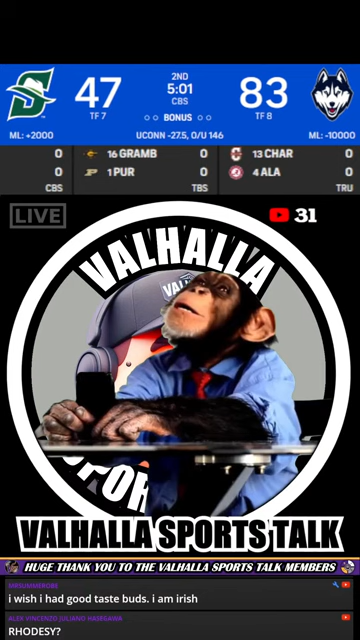 2ND
S 47 5:01 83
CBS
TF 7 BONUS TF 8
ML: +2000 UCONN -27.5, O/U 146 ML: -10000
0 16 GRAMB 0 13 CHAR 0
0 1 PUR 0 4 ALA 0
CBS TBS TRU
LIVE 31
VALHALLA
VALH
SPOR
VALHALLA SPORTS TALK
HUGE THANK YOU TO THE VALHALLA SPORTS TALK MEMBERS
MRSUMMEROBE
i wish i had good taste buds. i am irish
ALEX VINCENZO JULIANO HASEGAWA
RHODESY?